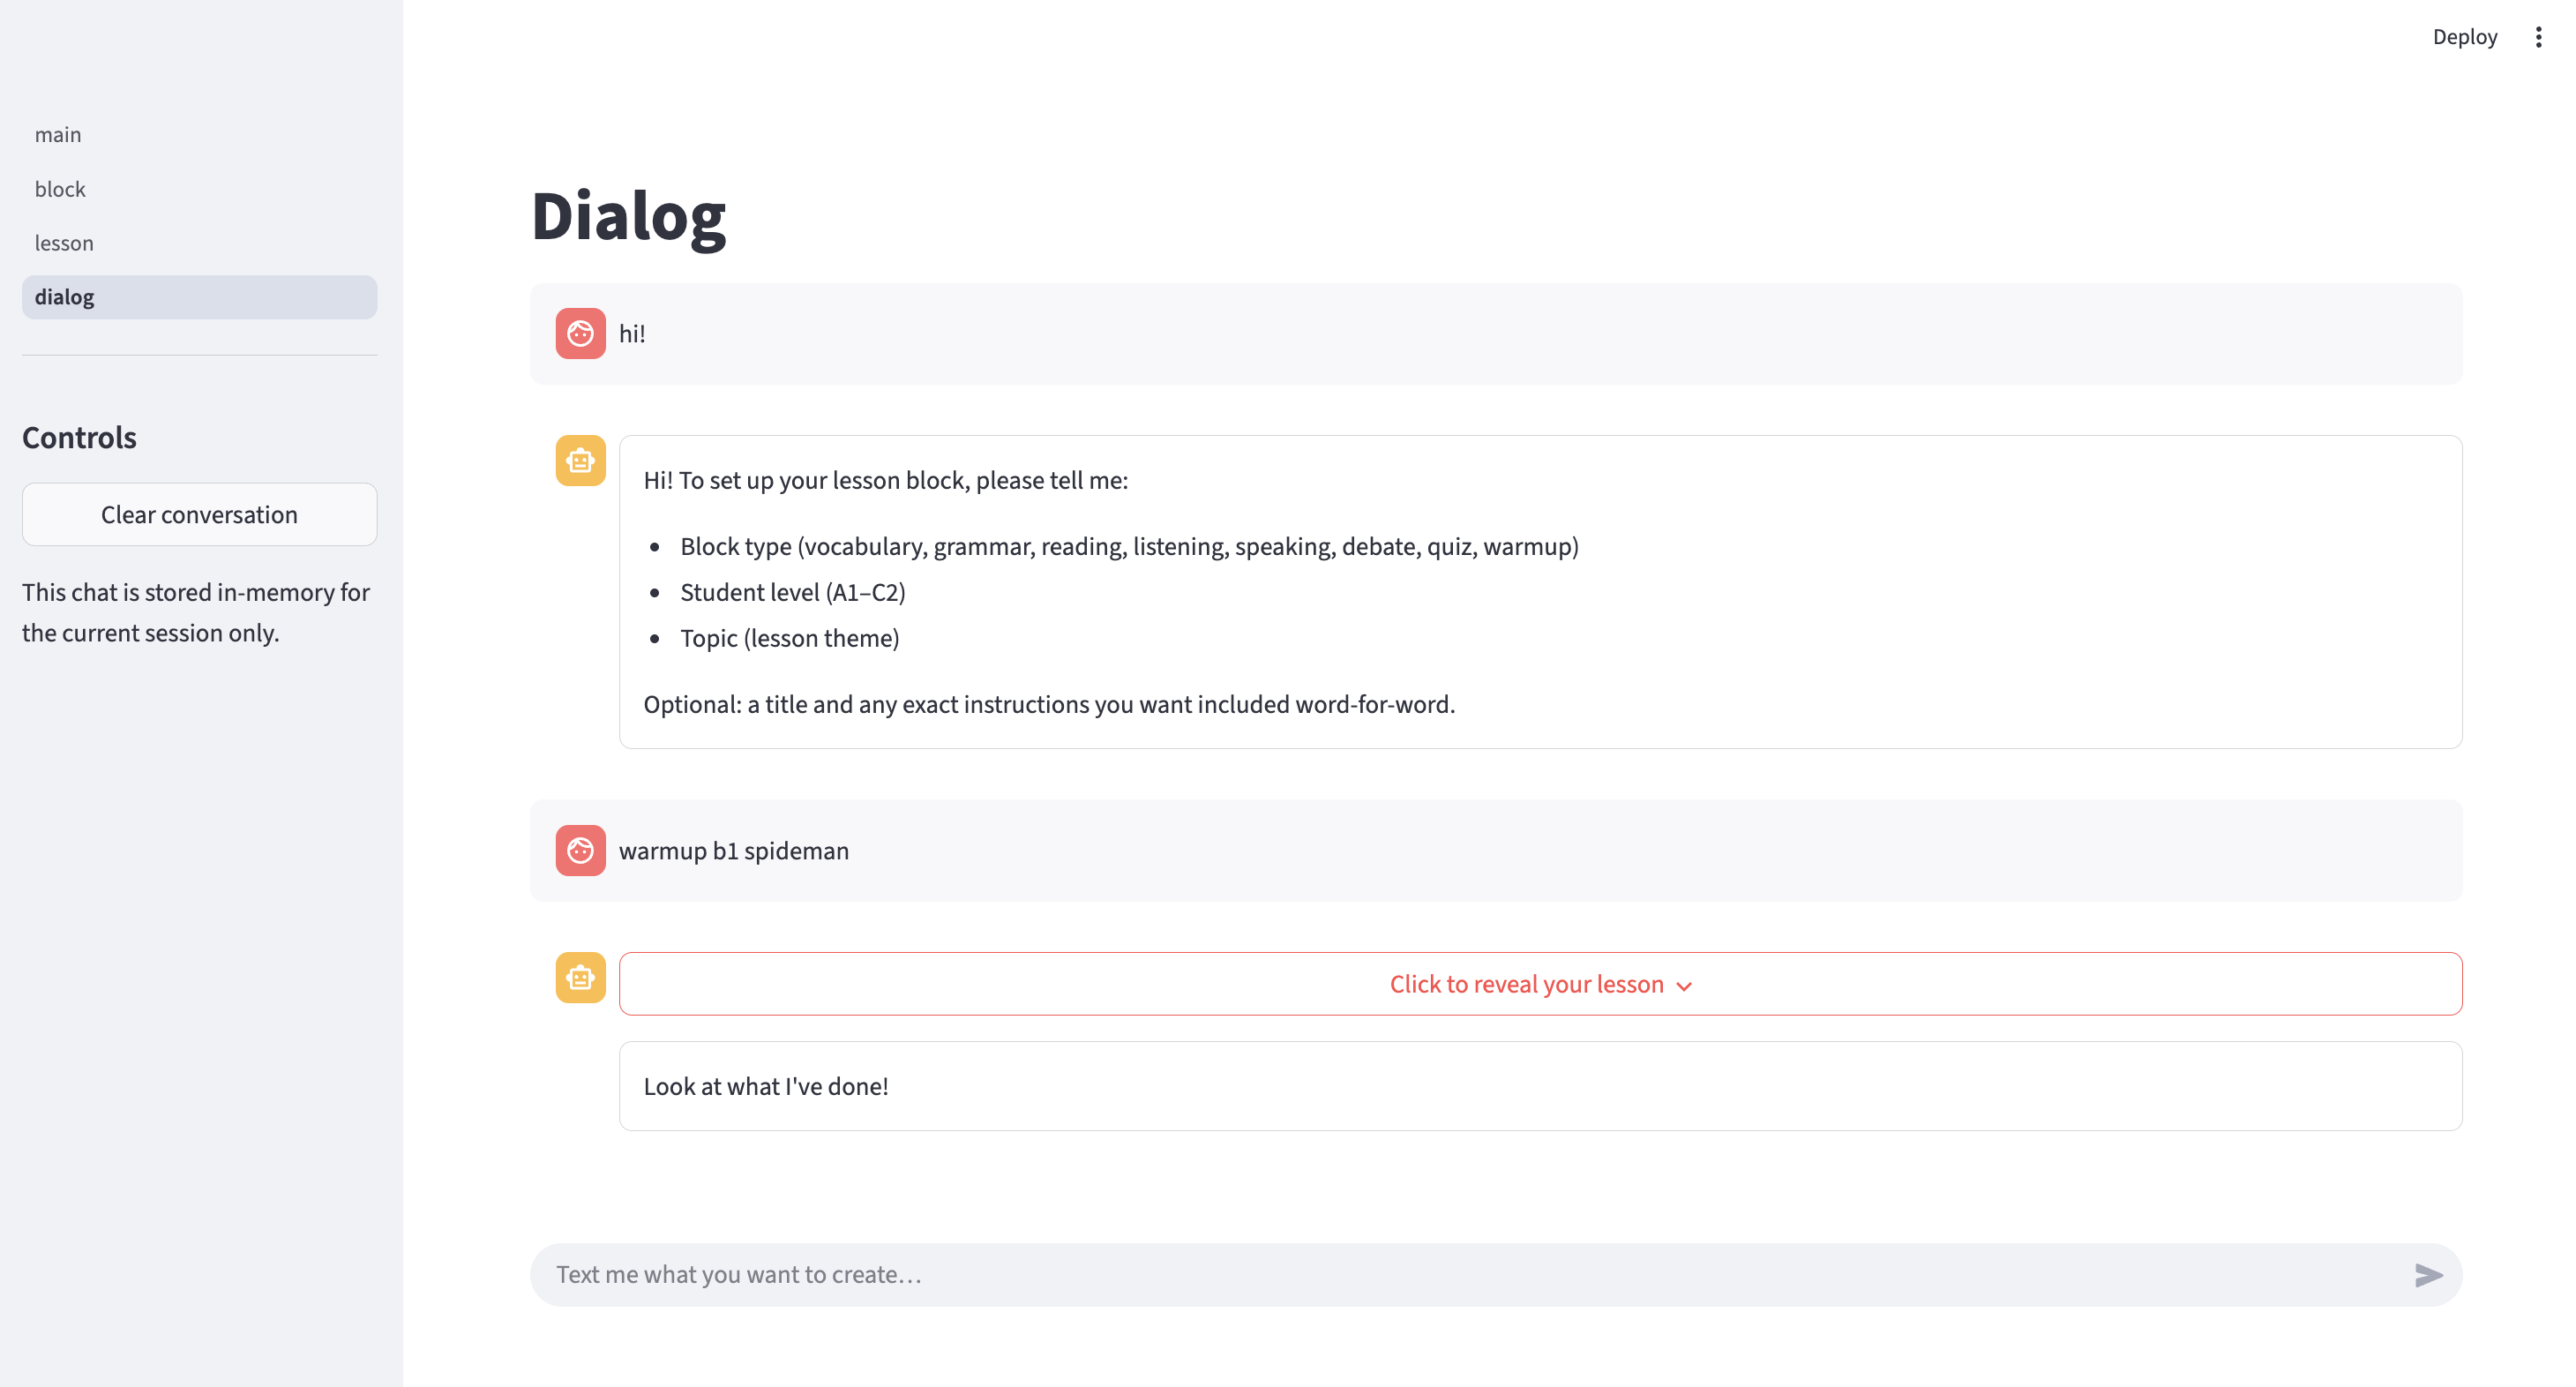 Deploy
main
block
lesson
dialog
Controls
Clear conversation
This chat is stored in-memory for
the current session only.
Dialog
hi!
Hi! To set up your lesson block, please tell me:
Block type (vocabulary, grammar, reading, listening, speaking, debate, quiz, warmup)
Student level (A1–C2)
Topic (lesson theme)
Optional: a title and any exact instructions you want included word-for-word.
warmup b1 spideman
Click to reveal your lesson
Look at what I've done!
Text me what you want to create…